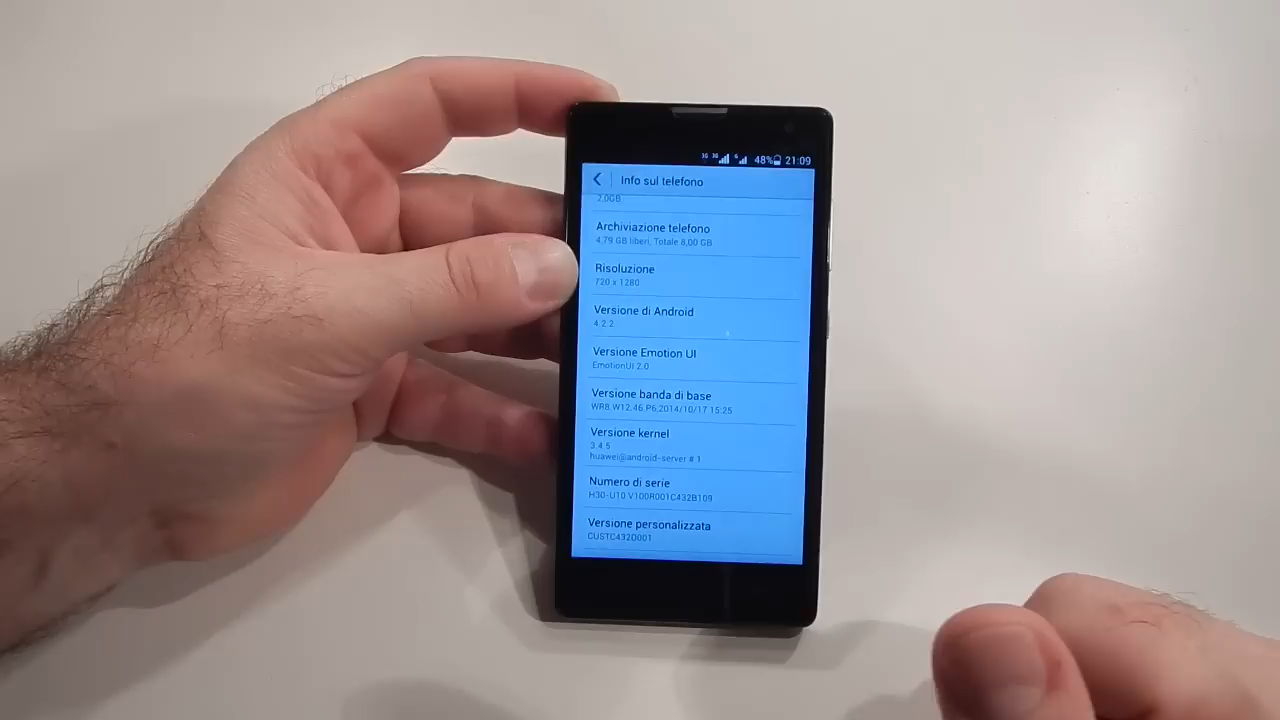 3G 3G G 48% 21:09
Info sul telefono
2,0GB
Archiviazione telefono
4,79 GB liberi, Totale 8,00 GB
Risoluzione
720 x 1280
Versione di Android
4.2.2
Versione Emotion UI
EmotionUI 2.0
Versione banda di base
WR8.W12.46.P6,2014/10/17 15:25
Versione kernel
3.4.5
huawei@android-server # 1
Numero di serie
H30-U10 V100R001C432B109
Versione personalizzata
CUSTC432D001